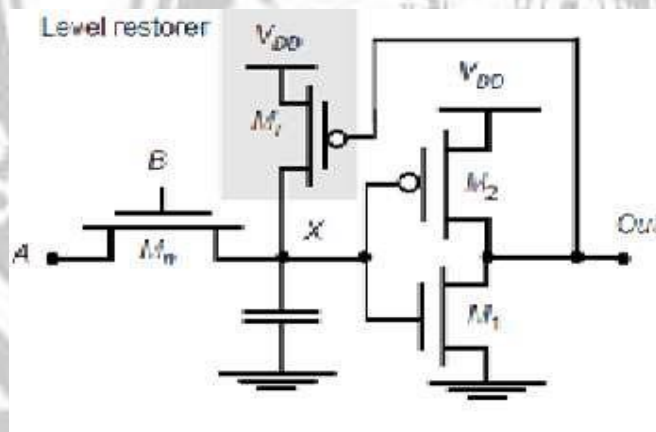 Level restorer
V_DD
V_DD
M_r
B
M_2
X
Out
A
M_n
M_1